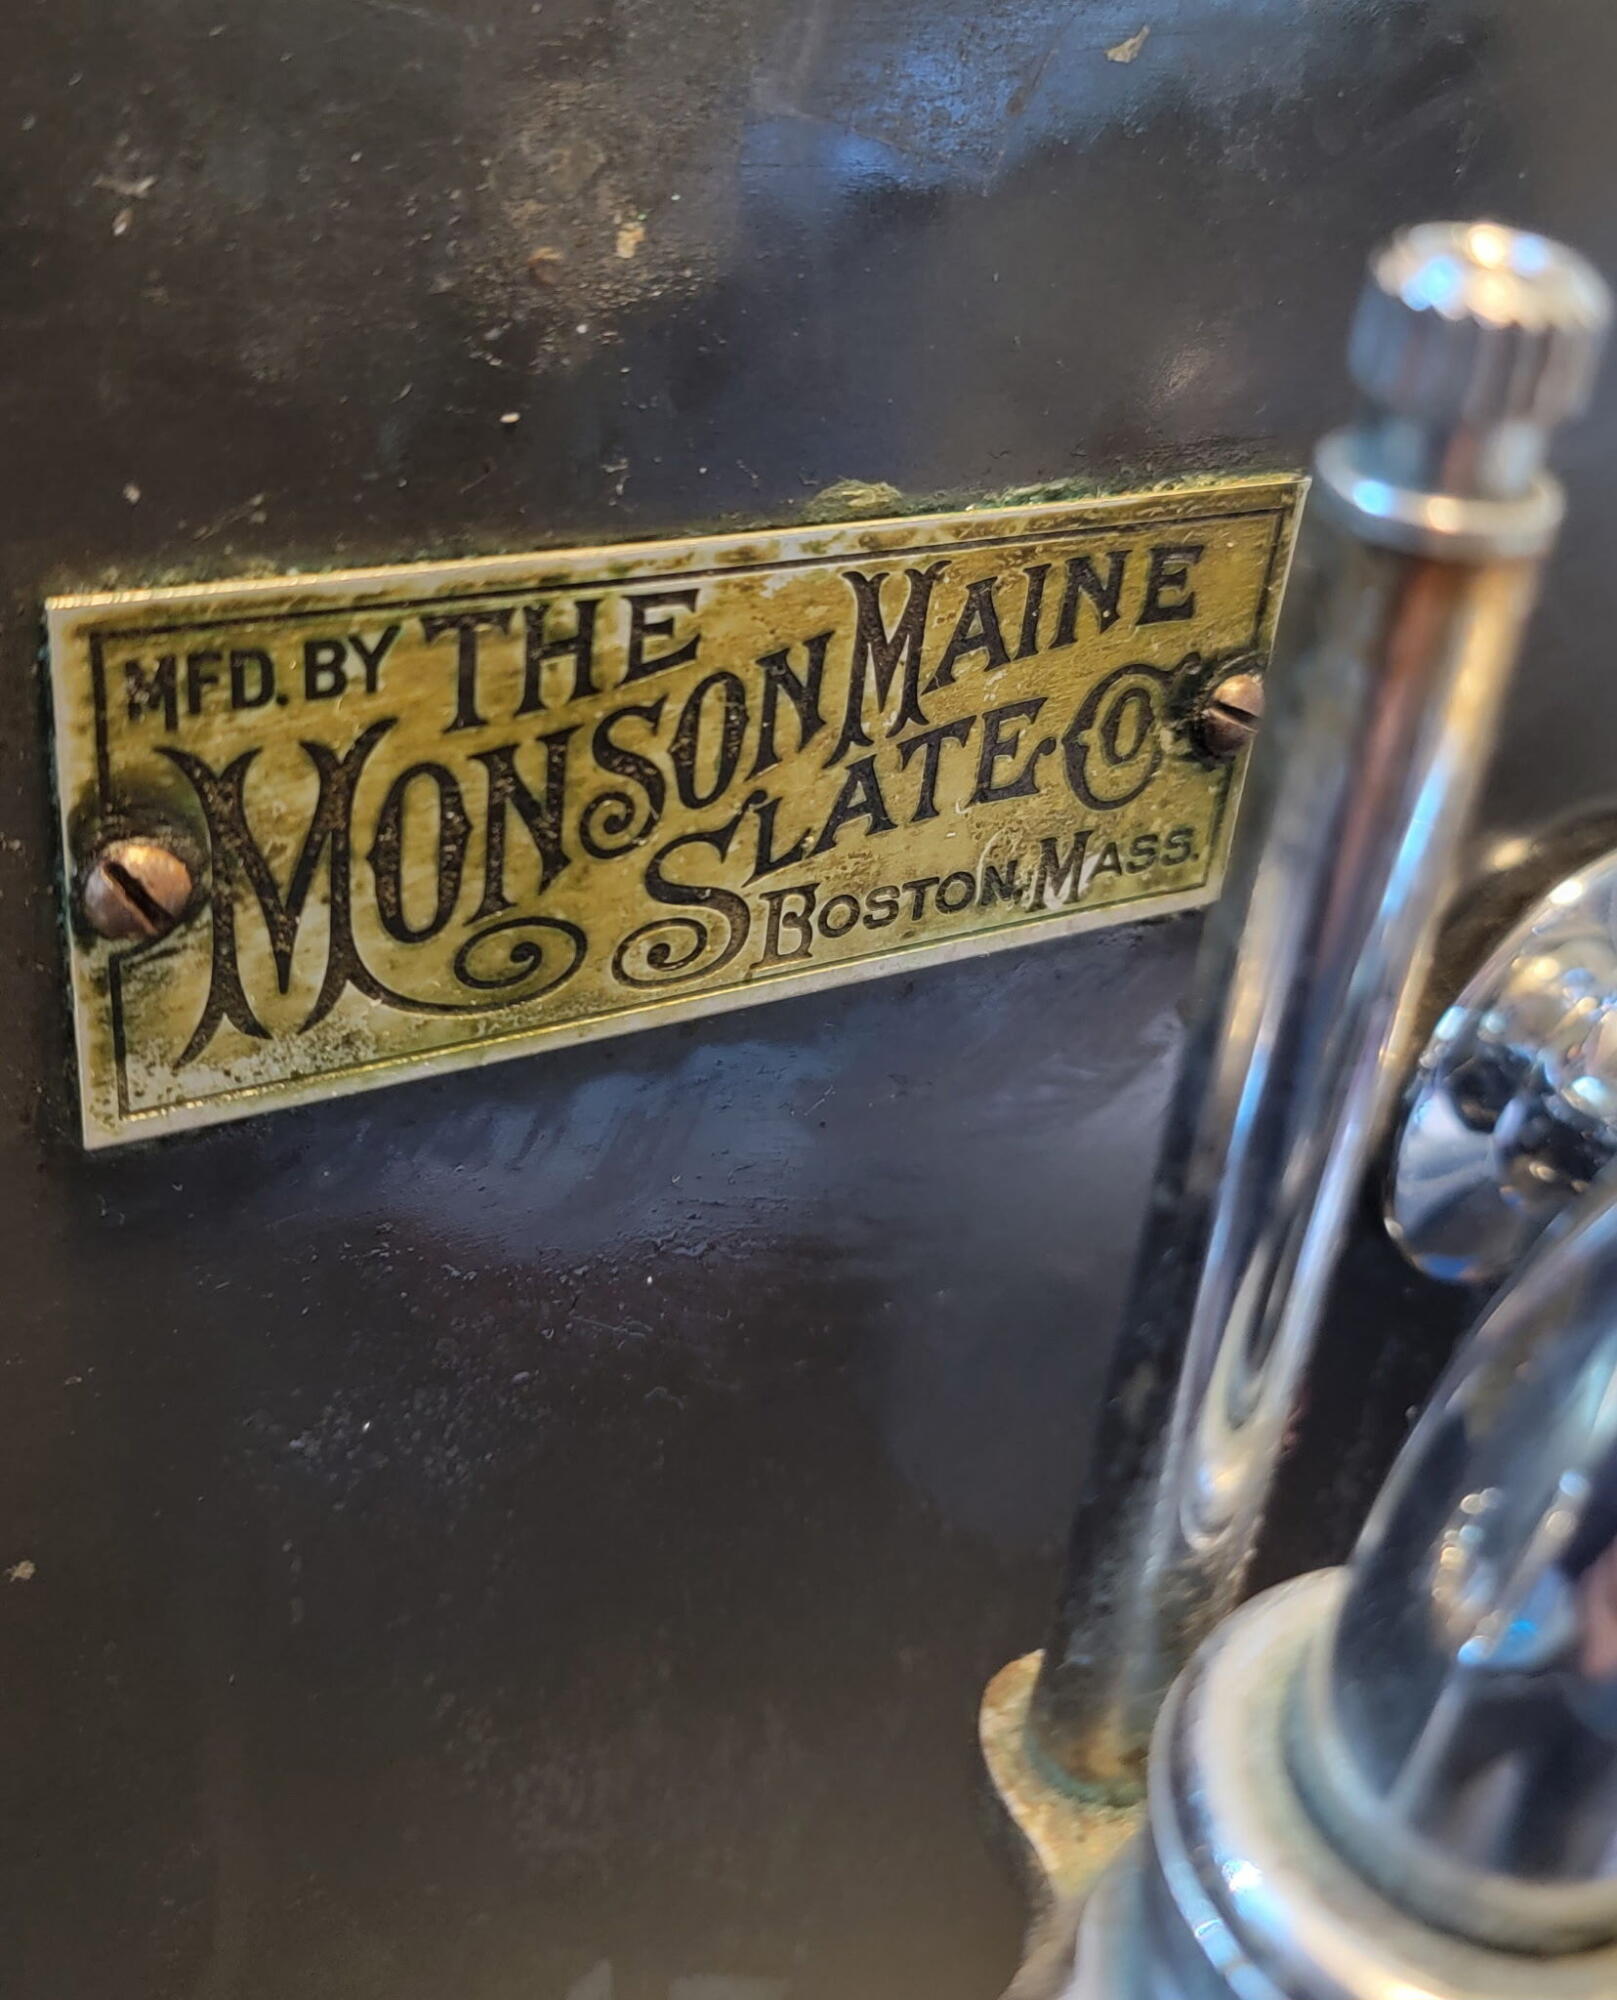 MFD. BY THE
MONSON MAINE
SLATE CO
BOSTON, MASS.